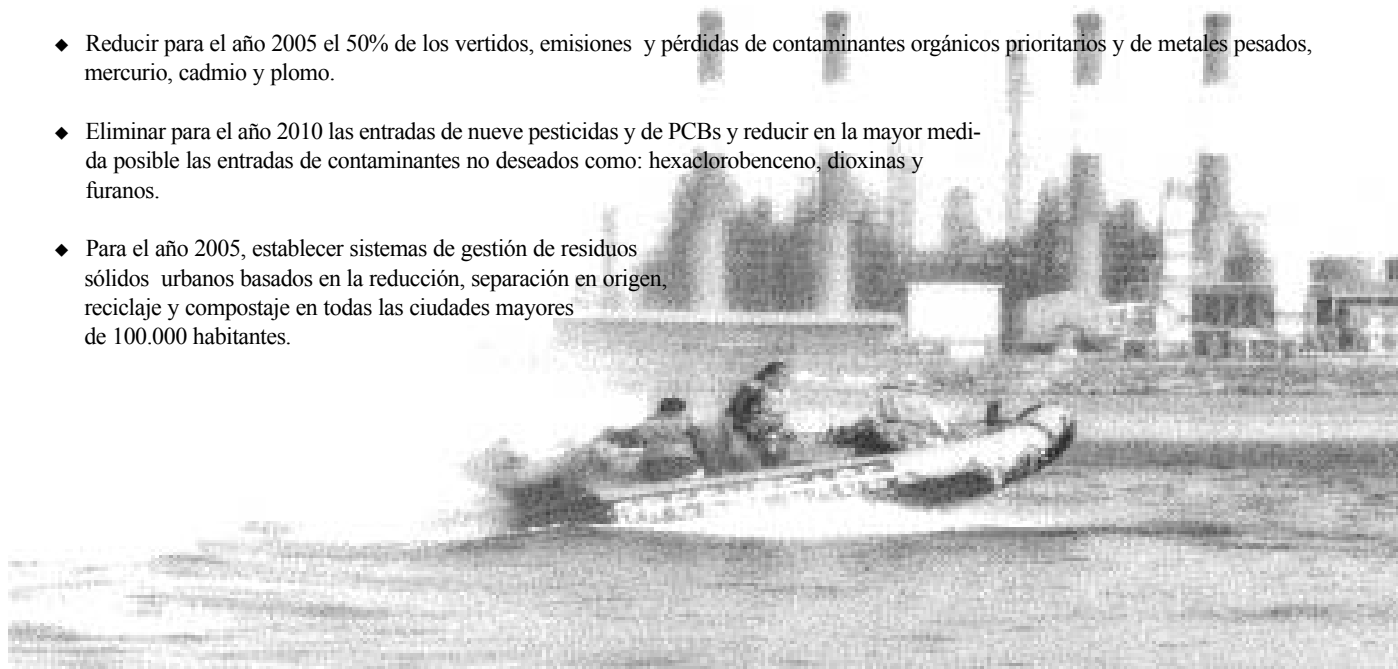 ◆ Reducir para el año 2005 el 50% de los vertidos, emisiones y pérdidas de contaminantes orgánicos prioritarios y de metales pesados,
mercurio, cadmio y plomo.
◆ Eliminar para el año 2010 las entradas de nueve pesticidas y de PCBs y reducir en la mayor medi-
da posible las entradas de contaminantes no deseados como: hexaclorobenceno, dioxinas y
furanos.
◆ Para el año 2005, establecer sistemas de gestión de residuos
sólidos urbanos basados en la reducción, separación en origen,
reciclaje y compostaje en todas las ciudades mayores
de 100.000 habitantes.